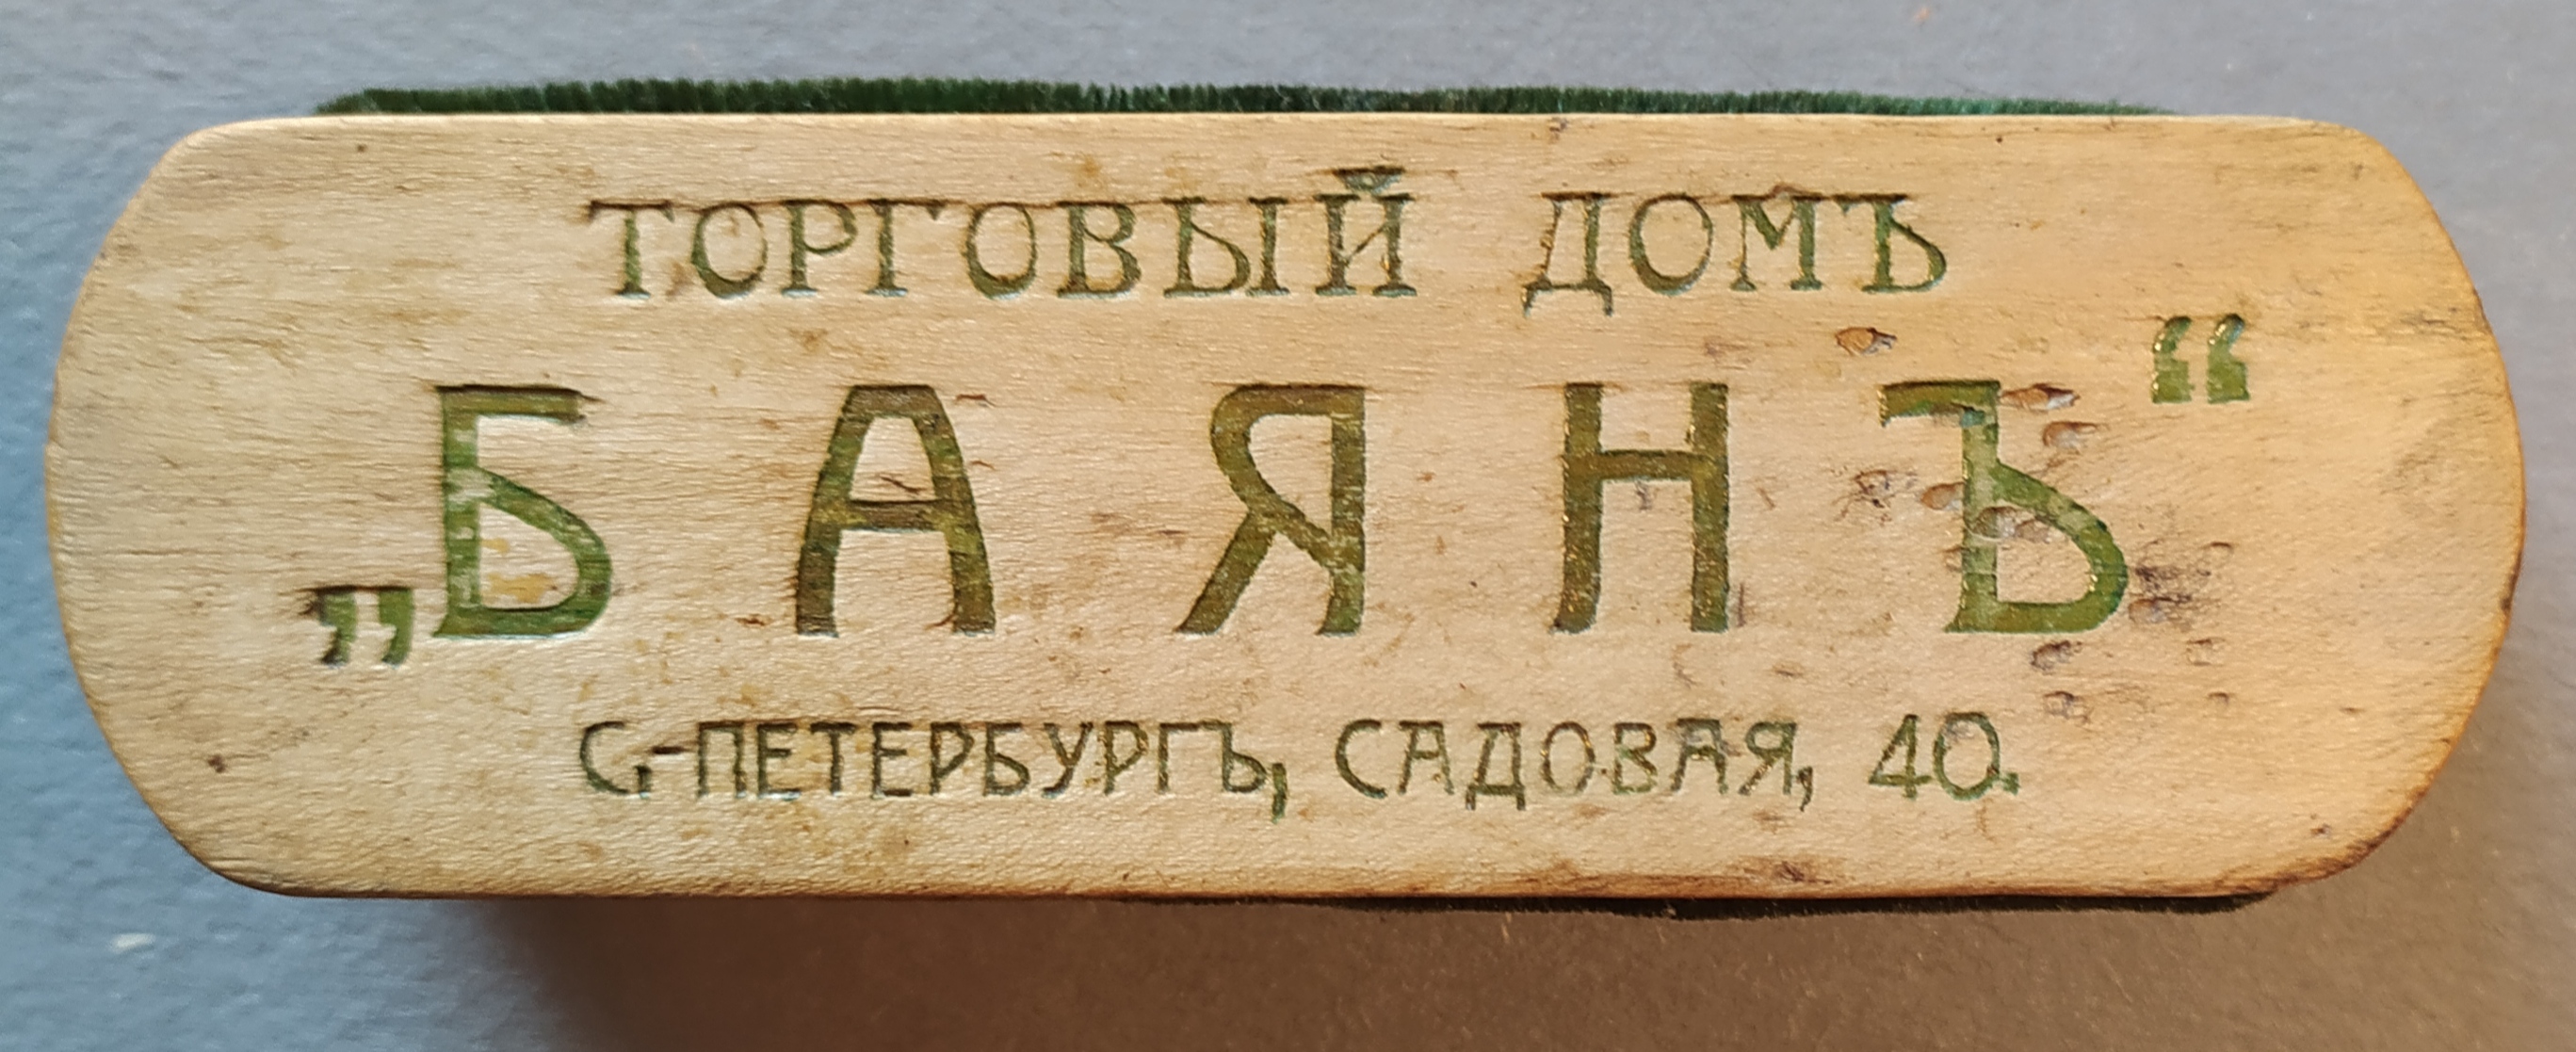 ТОРГОВЫЙ ДОМЪ
„БАЯНЪ“
С.-ПЕТЕРБУРГЪ, САДОВАЯ, 40.